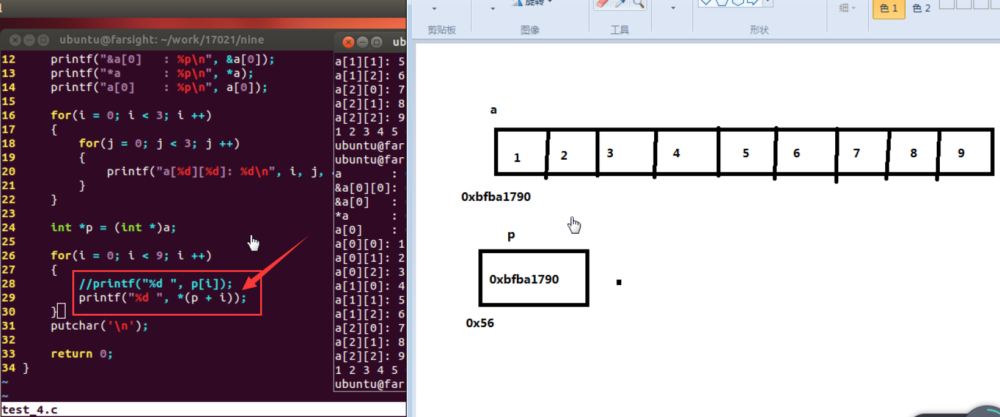 ubuntu@farsight: ~/work/17021/nine
12 printf("&a[0]   : %p\n", &a[0]);
13 printf("*a      : %p\n", *a);
14 printf("a[0]    : %p\n", a[0]);
15
16 for(i = 0; i < 3; i ++)
17 {
18 for(j = 0; j < 3; j ++)
19 {
20 printf("a[%d][%d]: %d\n", i, j,
21 }
22 }
23
24 int *p = (int *)a;
25
26 for(i = 0; i < 9; i ++)
27 {
28 //printf("%d ", p[i]);
29 printf("%d ", *(p + i));
30 }
31 putchar('\n');
32
33 return 0;
34 }
~
~
test_4.c
ub
a[1][1]: 5
a[1][2]: 6
a[2][0]: 7
a[2][1]: 8
a[2][2]: 9
1 2 3 4 5
ubuntu@far
ubuntu@far
a       :
&a[0][0]:
&a[0]   :
*a      :
a[0]    :
a[0][0]: 1
a[0][1]: 2
a[0][2]: 3
a[1][0]: 4
a[1][1]: 5
a[1][2]: 6
a[2][0]: 7
a[2][1]: 8
a[2][2]: 9
1 2 3 4 5
ubuntu@far
旋转
细
色 1 色 2
剪贴板 图像 工具 形状
a
1 2 3 4 5 6 7 8 9
0xbfba1790
p
0xbfba1790
0x56